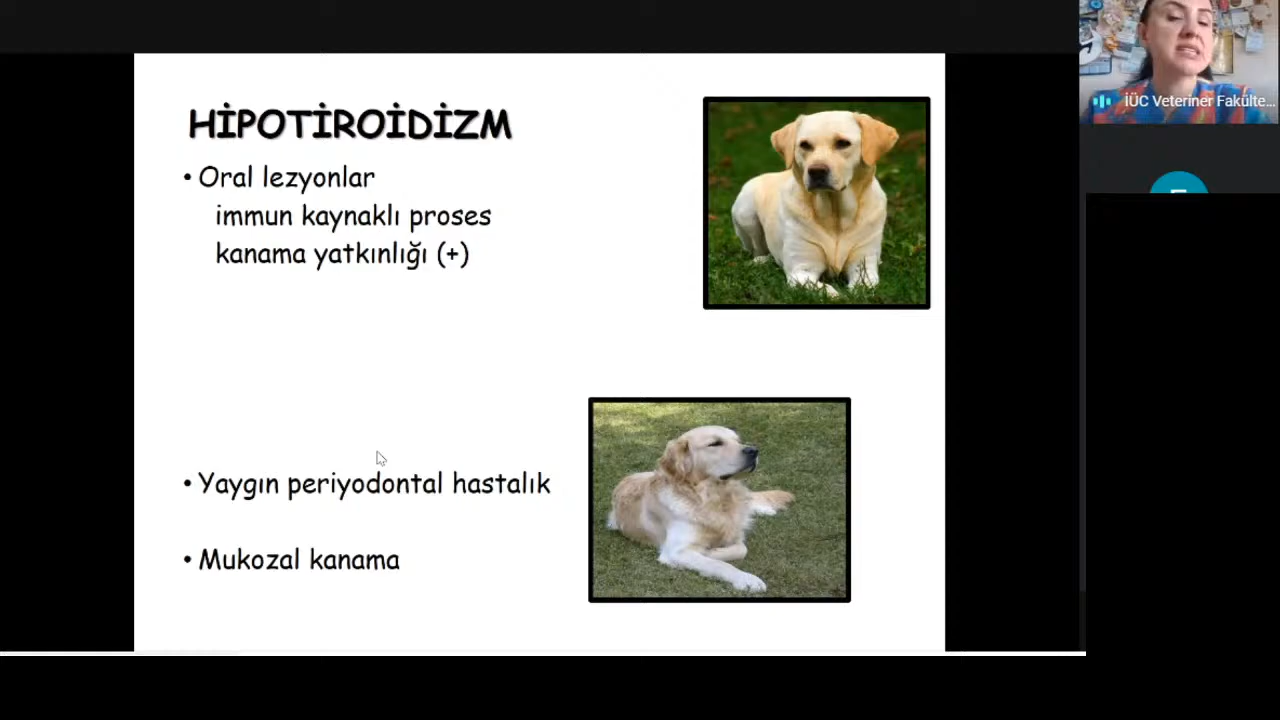 HİPOTİROİDİZM
• Oral lezyonlar
immun kaynaklı proses
kanama yatkınlığı (+)
• Yaygın periyodontal hastalık
• Mukozal kanama
İÜC Veteriner Fakülte...